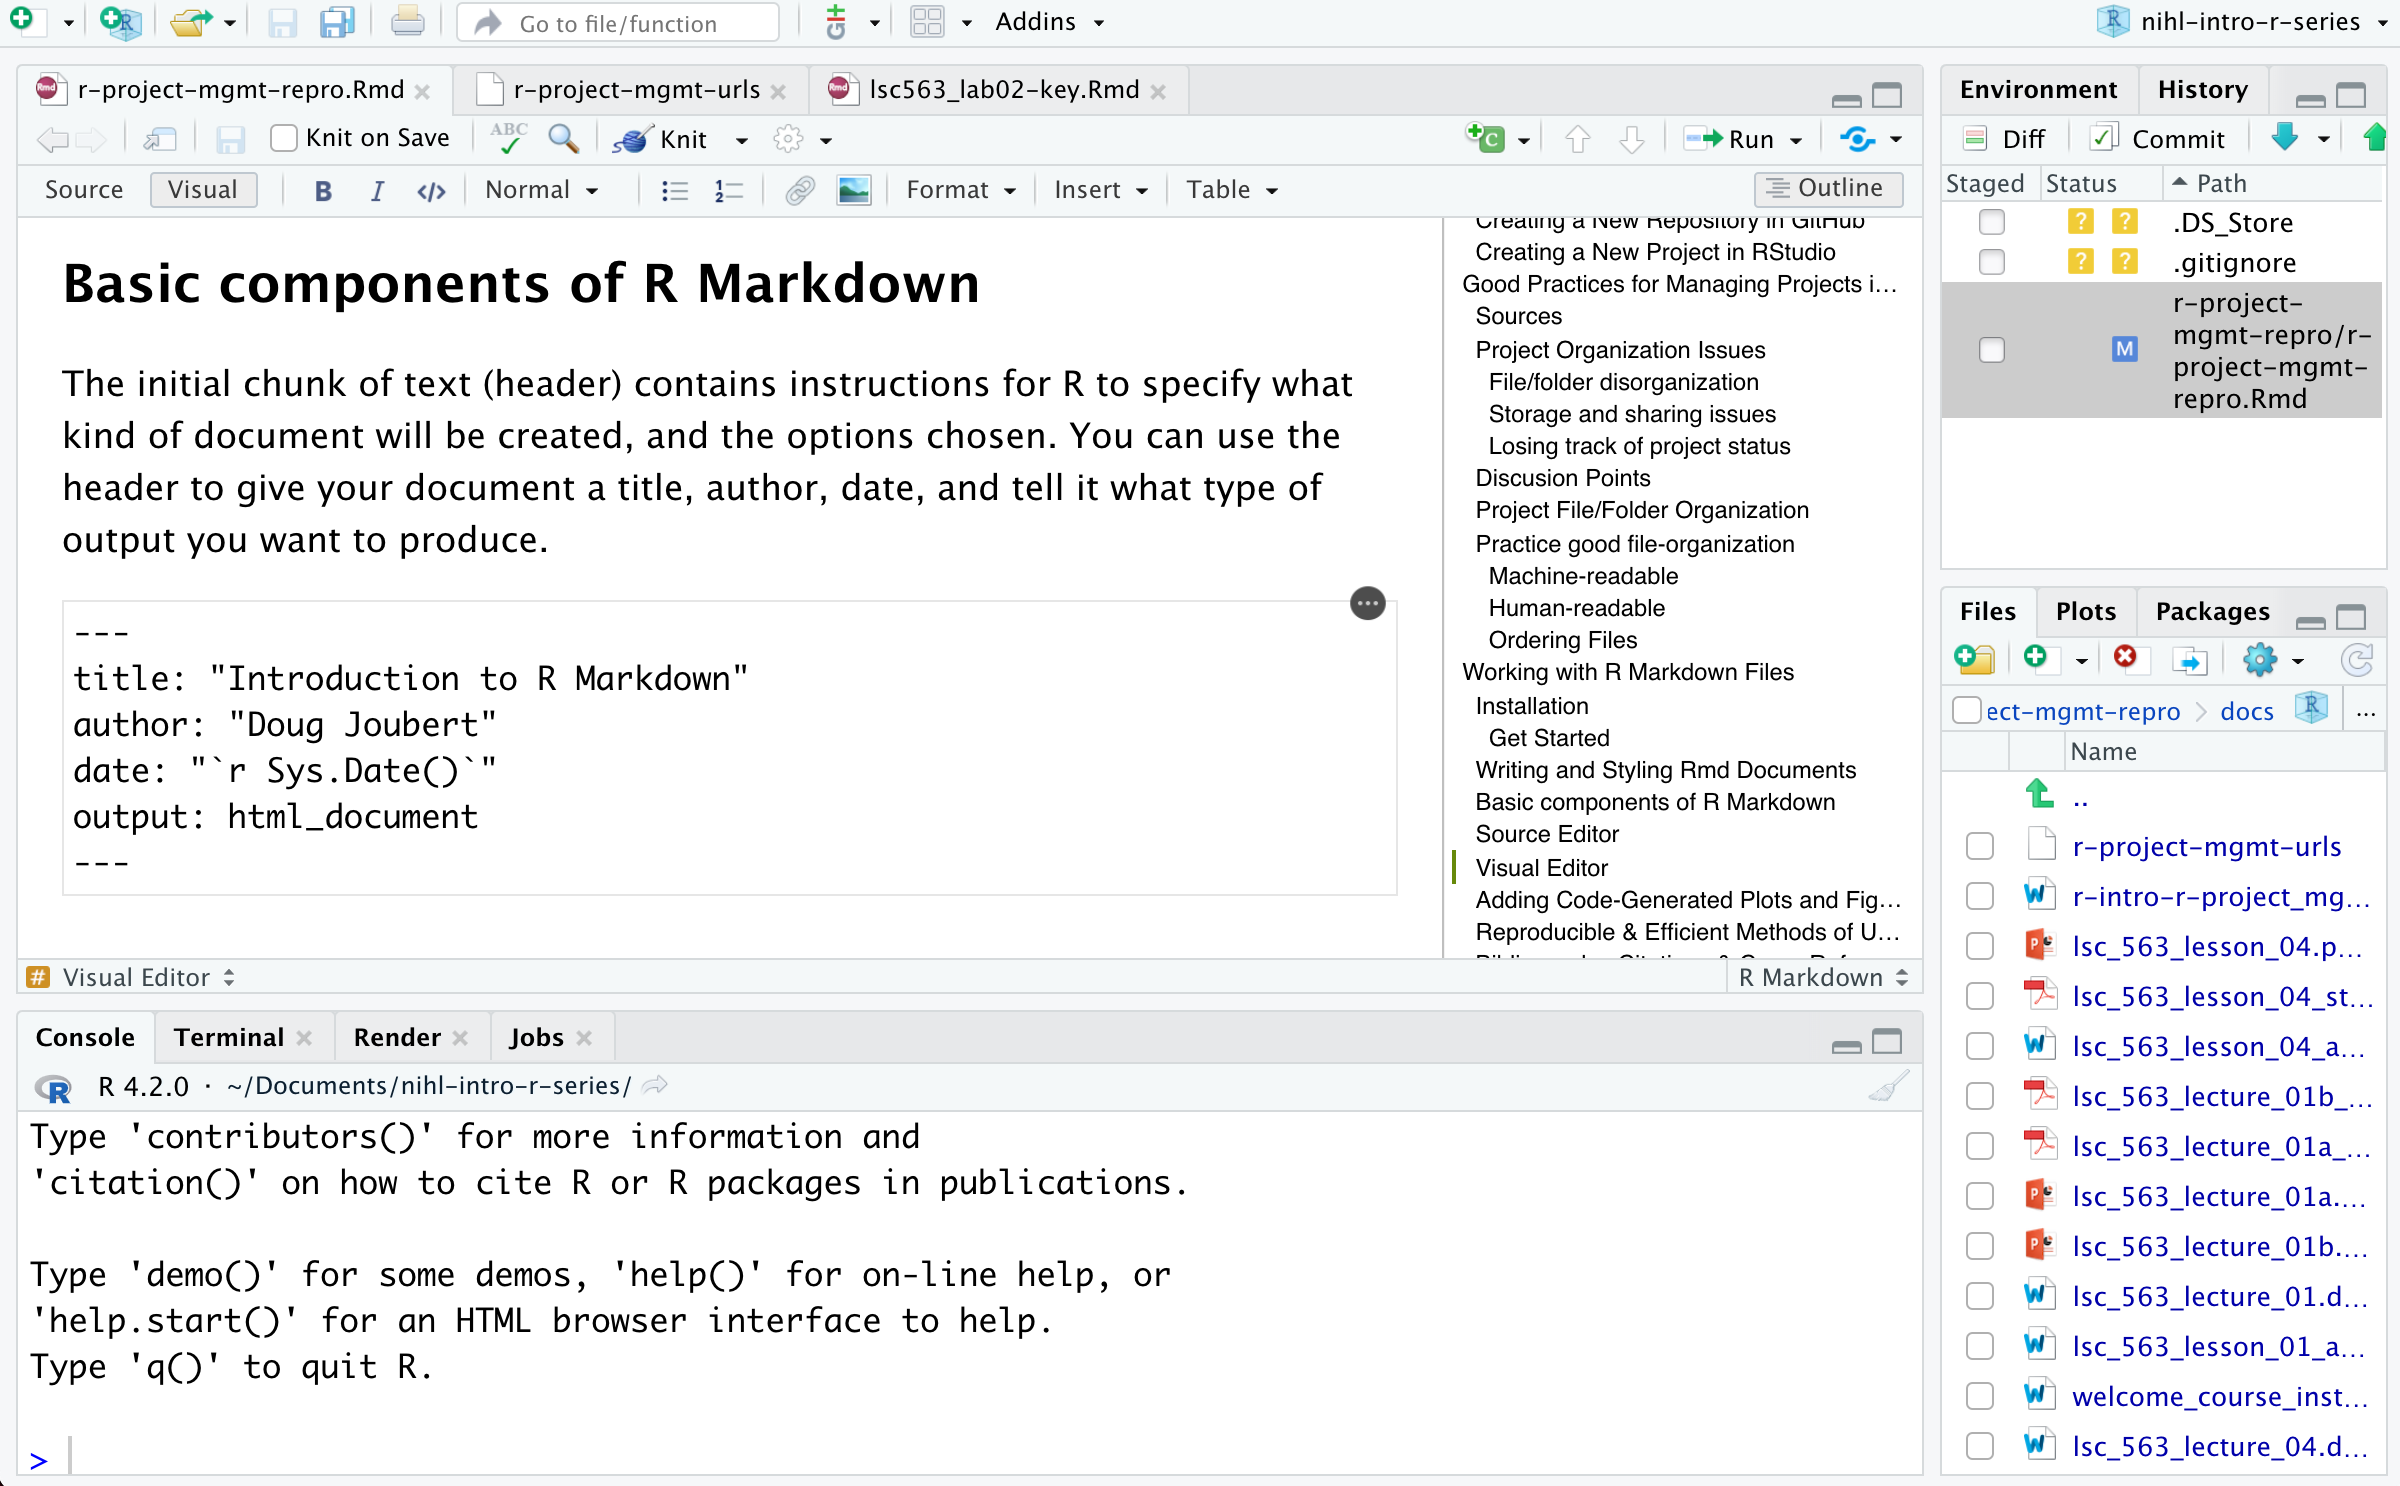 Go to file/function
Addins
nihl-intro-r-series
r-project-mgmt-repro.Rmd
r-project-mgmt-urls
lsc563_lab02-key.Rmd
Knit on Save
ABC
Knit
Run
Source
Visual
B
I
</>
Normal
Format
Insert
Table
Outline
Basic components of R Markdown
The initial chunk of text (header) contains instructions for R to specify what
kind of document will be created, and the options chosen. You can use the
header to give your document a title, author, date, and tell it what type of
output you want to produce.
---
title: "Introduction to R Markdown"
author: "Doug Joubert"
date: "`r Sys.Date()`"
output: html_document
---
Creating a New Repository in GitHub
Creating a New Project in RStudio
Good Practices for Managing Projects i...
Sources
Project Organization Issues
File/folder disorganization
Storage and sharing issues
Losing track of project status
Discusion Points
Project File/Folder Organization
Practice good file-organization
Machine-readable
Human-readable
Ordering Files
Working with R Markdown Files
Installation
Get Started
Writing and Styling Rmd Documents
Basic components of R Markdown
Source Editor
Visual Editor
Adding Code-Generated Plots and Fig...
Reproducible & Efficient Methods of U...
# Visual Editor
R Markdown
Console
Terminal
Render
Jobs
R 4.2.0 · ~/Documents/nihl-intro-r-series/
Type 'contributors()' for more information and
'citation()' on how to cite R or R packages in publications.
Type 'demo()' for some demos, 'help()' for on-line help, or
'help.start()' for an HTML browser interface to help.
Type 'q()' to quit R.
>
Environment
History
Diff
Commit
Staged
Status
Path
? ? .DS_Store
? ? .gitignore
M
r-project-
mgmt-repro/r-
project-mgmt-
repro.Rmd
Files
Plots
Packages
ect-mgmt-repro > docs
...
Name
..
r-project-mgmt-urls
r-intro-r-project_mg...
lsc_563_lesson_04.p...
lsc_563_lesson_04_st...
lsc_563_lesson_04_a...
lsc_563_lecture_01b_...
lsc_563_lecture_01a_...
lsc_563_lecture_01a....
lsc_563_lecture_01b....
lsc_563_lecture_01.d...
lsc_563_lesson_01_a...
welcome_course_inst...
lsc_563_lecture_04.d...